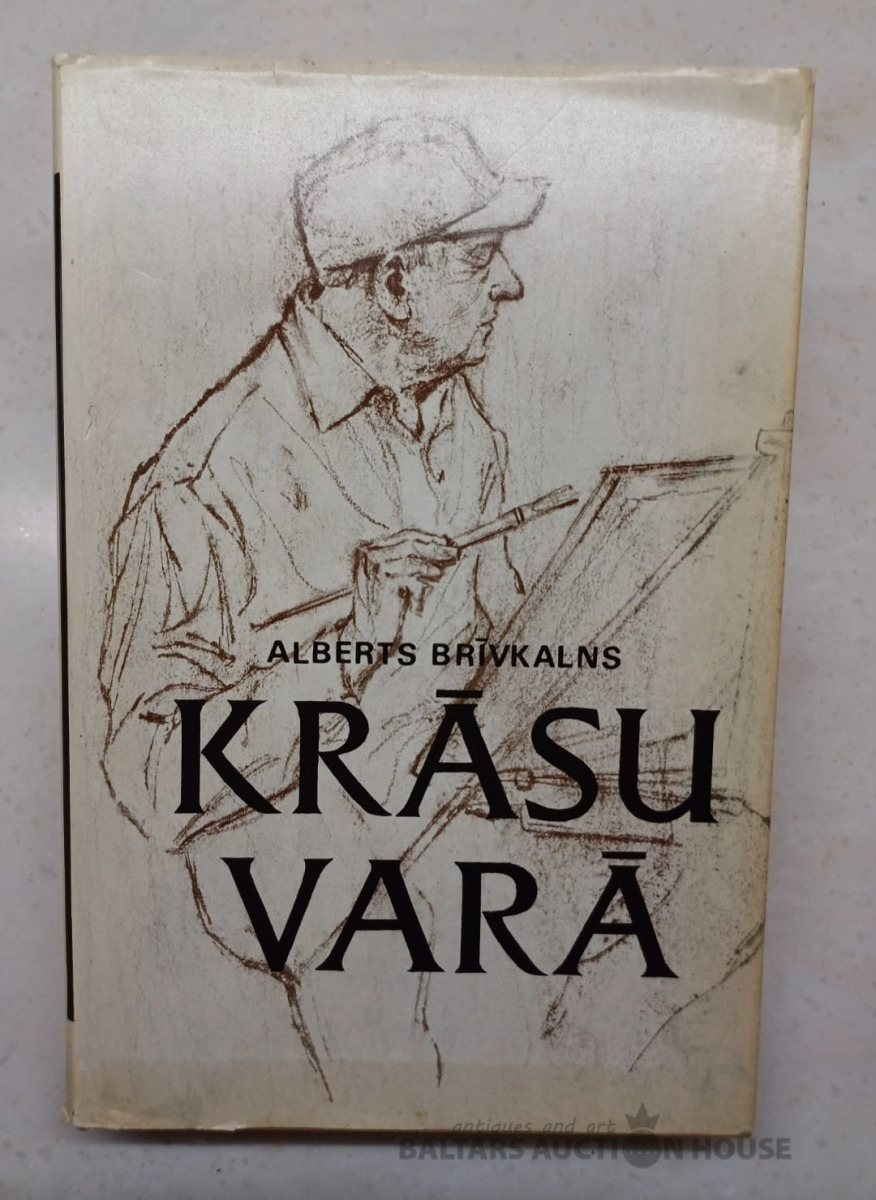 ALBERTS BRĪVKALNS
KRĀSU
VARĀ
antiques and art
BALTARS AUCTION HOUSE